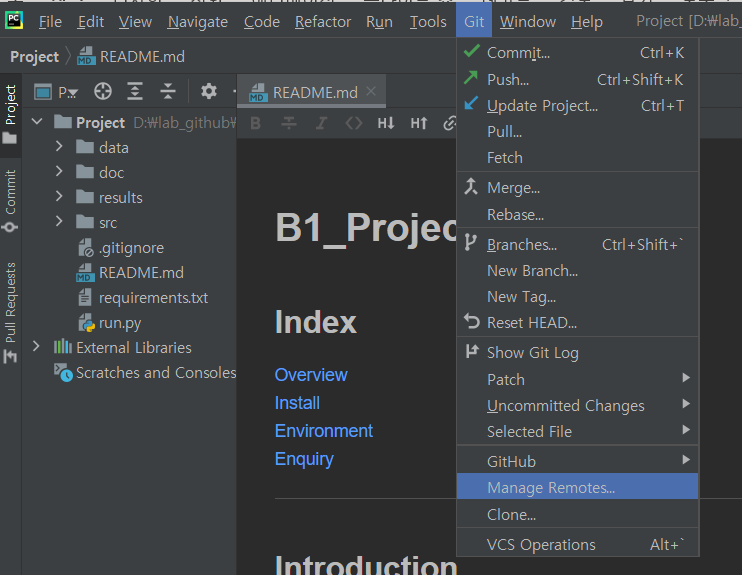 PC File Edit View Navigate Code Refactor Run Tools Git Window Help Project [D:₩lab_
Project README.md
Project
Commit
Pull Requests
P...
Project D:₩lab_github₩
data
doc
results
src
.gitignore
README.md
requirements.txt
run.py
External Libraries
Scratches and Consoles
README.md
B I <> H↓ H↑
B1_Projec
Index
Overview
Install
Environment
Enquiry
Introduction
Commit... Ctrl+K
Push... Ctrl+Shift+K
Update Project... Ctrl+T
Pull...
Fetch
Merge...
Rebase...
Branches... Ctrl+Shift+`
New Branch...
New Tag...
Reset HEAD...
Show Git Log
Patch
Uncommitted Changes
Selected File
GitHub
Manage Remotes...
Clone...
VCS Operations Alt+`